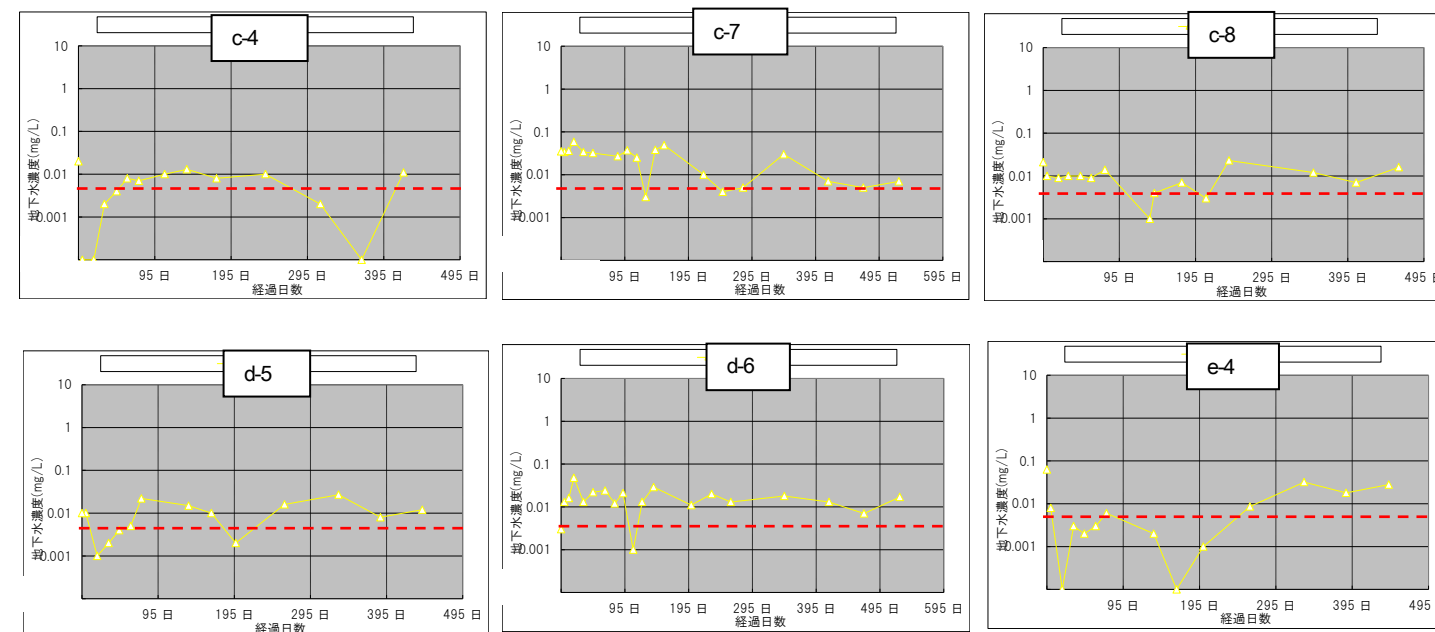 c-4
10
1
0.1
0.01
0.001
地下水濃度(mg/L)
95 日
195 日
295 日
395 日
495 日
経過日数
c-7
10
1
0.1
0.01
0.001
地下水濃度(mg/L)
95 日
195 日
295 日
395 日
495 日
595 日
経過日数
c-8
10
1
0.1
0.01
0.001
地下水濃度(mg/L)
95 日
195 日
295 日
395 日
495 日
経過日数
d-5
10
1
0.1
0.01
0.001
地下水濃度(mg/L)
95 日
195 日
295 日
395 日
495 日
経過日数
d-6
10
1
0.1
0.01
0.001
地下水濃度(mg/L)
95 日
195 日
295 日
395 日
495 日
595 日
経過日数
e-4
10
1
0.1
0.01
0.001
地下水濃度(mg/L)
95 日
195 日
295 日
395 日
495
経過日数